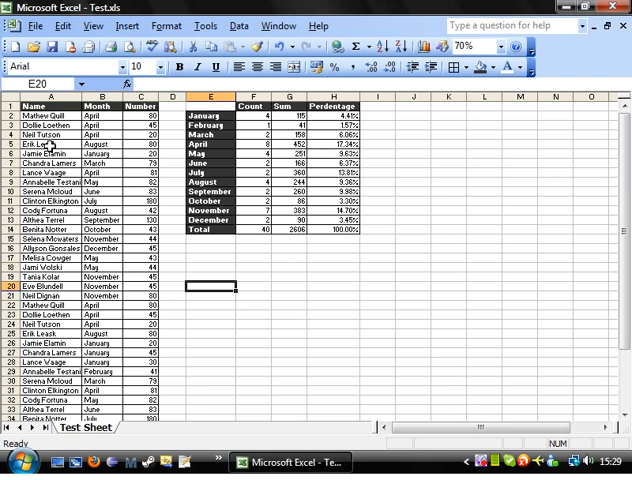 Microsoft Excel - Test.xls
File Edit View Insert Format Tools Data Window Help
Type a question for help
70%
Arial 10 B I U
E20 fx
A B C D E F G H I J K L M N O
1 Name Month Number Count Sum Perdentage
2 Mathew Quill April 80 January 4 115 4.41%
3 Dollie Loethen April 45 February 1 41 1.57%
4 Neil Tutson April 20 March 2 158 6.06%
5 Erik August 80 April 8 452 17.34%
6 Jamie Elamin January 20 May 4 251 9.63%
7 Chandra Lamers March 79 June 2 166 6.37%
8 Lance Waage April 81 July 2 360 13.81%
9 Annabelle Testani May 82 August 4 244 9.36%
10 Serena Mcloud June 83 September 2 260 9.98%
11 Clinton Elkington July 180 October 2 86 3.30%
12 Cody Fortuna August 42 November 7 383 14.70%
13 Althea Terrel September 130 December 2 90 3.45%
14 Benita Notter October 43 Total 40 2606 100.00%
15 Selena Mcwaters November 44
16 Allyson Gonsales December 45
17 Melisa Cowger May 43
18 Jami Volski May 44
19 Tania Kolar November 45
20 Eve Blundell November 45
21 Neil Dignan November 80
22 Mathew Quill April 80
23 Dollie Loethen April 45
24 Neil Tutson April 20
25 Erik Leask August 80
26 Jamie Elamin January 20
27 Chandra Lamers January 45
28 Lance Waage January 30
29 Annabelle Testani February 41
30 Serena Mcloud March 79
31 Clinton Elkington April 81
32 Cody Fortuna May 82
33 Althea Terrel June 83
34 Benita Notter July 180
Test Sheet
Ready NUM
Microsoft Excel - Te... 15:29